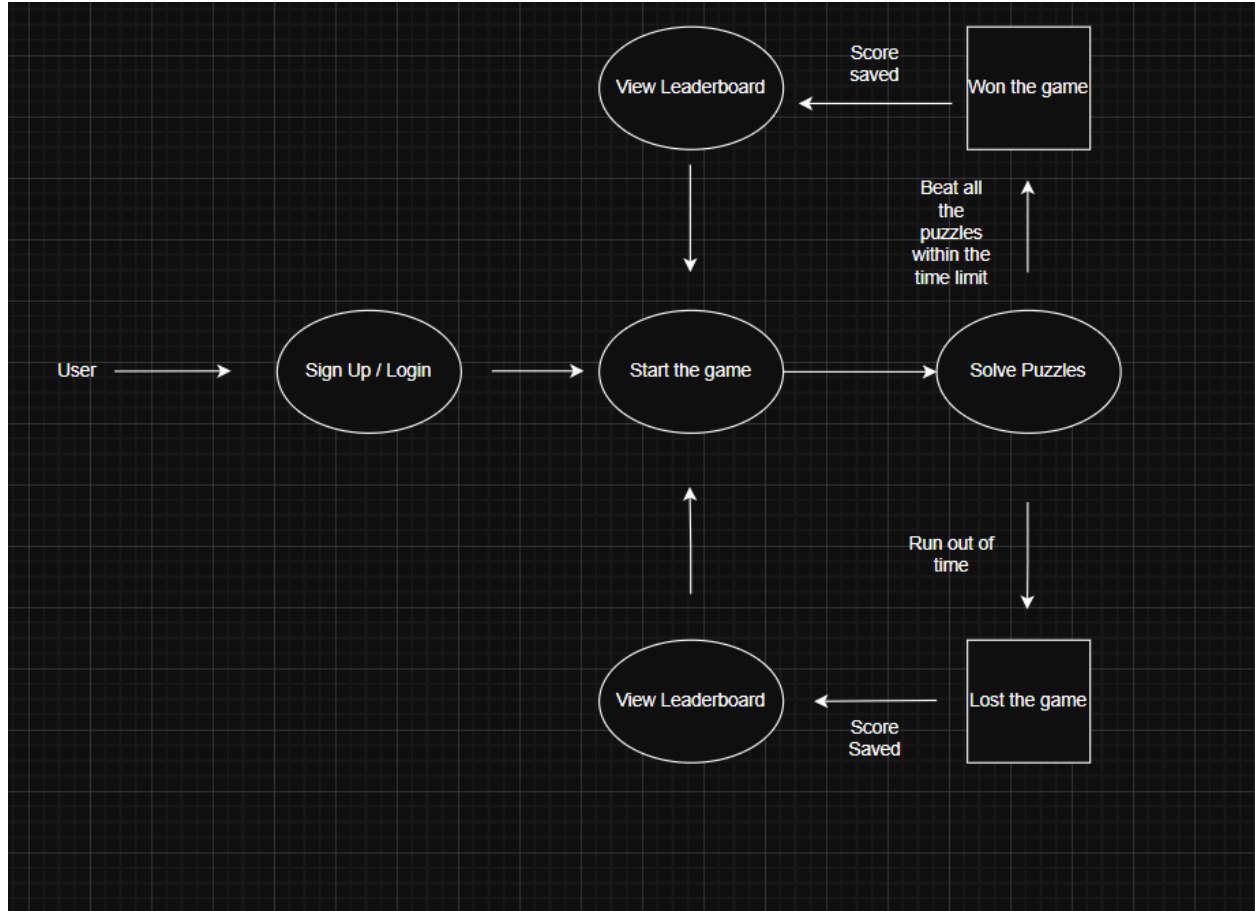 View Leaderboard
Score
saved
Won the game
Beat all
the
puzzles
within the
time limit
User
Sign Up / Login
Start the game
Solve Puzzles
Run out of
time
View Leaderboard
Score
Saved
Lost the game